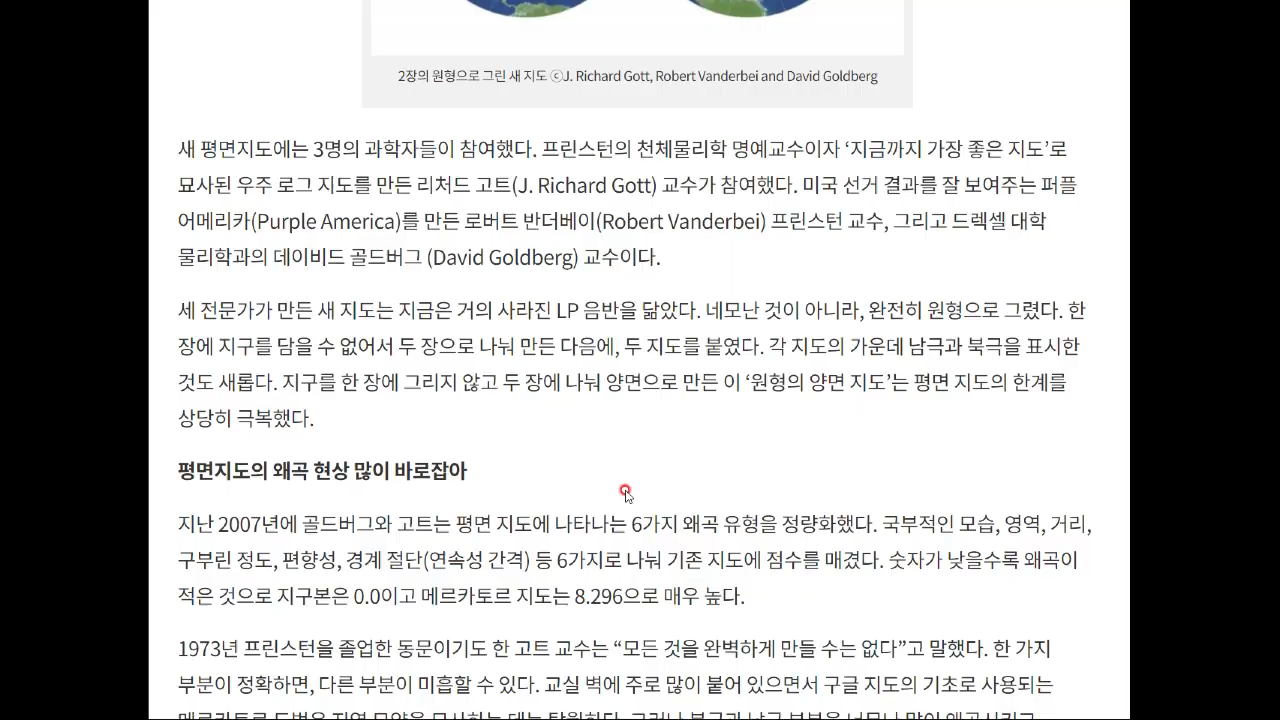 2장의 원형으로 그린 새 지도 ⓒJ. Richard Gott, Robert Vanderbei and David Goldberg
새 평면지도에는 3명의 과학자들이 참여했다. 프린스턴의 천체물리학 명예교수이자 ‘지금까지 가장 좋은 지도’로
묘사된 우주 로그 지도를 만든 리처드 고트(J. Richard Gott) 교수가 참여했다. 미국 선거 결과를 잘 보여주는 퍼플
어메리카(Purple America)를 만든 로버트 반더베이(Robert Vanderbei) 프린스턴 교수, 그리고 드렉셀 대학
물리학과의 데이비드 골드버그 (David Goldberg) 교수이다.
세 전문가가 만든 새 지도는 지금은 거의 사라진 LP 음반을 닮았다. 네모난 것이 아니라, 완전히 원형으로 그렸다. 한
장에 지구를 담을 수 없어서 두 장으로 나눠 만든 다음에, 두 지도를 붙였다. 각 지도의 가운데 남극과 북극을 표시한
것도 새롭다. 지구를 한 장에 그리지 않고 두 장에 나눠 양면으로 만든 이 ‘원형의 양면 지도’는 평면 지도의 한계를
상당히 극복했다.
평면지도의 왜곡 현상 많이 바로잡아
지난 2007년에 골드버그와 고트는 평면 지도에 나타나는 6가지 왜곡 유형을 정량화했다. 국부적인 모습, 영역, 거리,
구부린 정도, 편향성, 경계 절단(연속성 간격) 등 6가지로 나눠 기존 지도에 점수를 매겼다. 숫자가 낮을수록 왜곡이
적은 것으로 지구본은 0.0이고 메르카토르 지도는 8.296으로 매우 높다.
1973년 프린스턴을 졸업한 동문이기도 한 고트 교수는 “모든 것을 완벽하게 만들 수는 없다”고 말했다. 한 가지
부분이 정확하면, 다른 부분이 미흡할 수 있다. 교실 벽에 주로 많이 붙어 있으면서 구글 지도의 기초로 사용되는